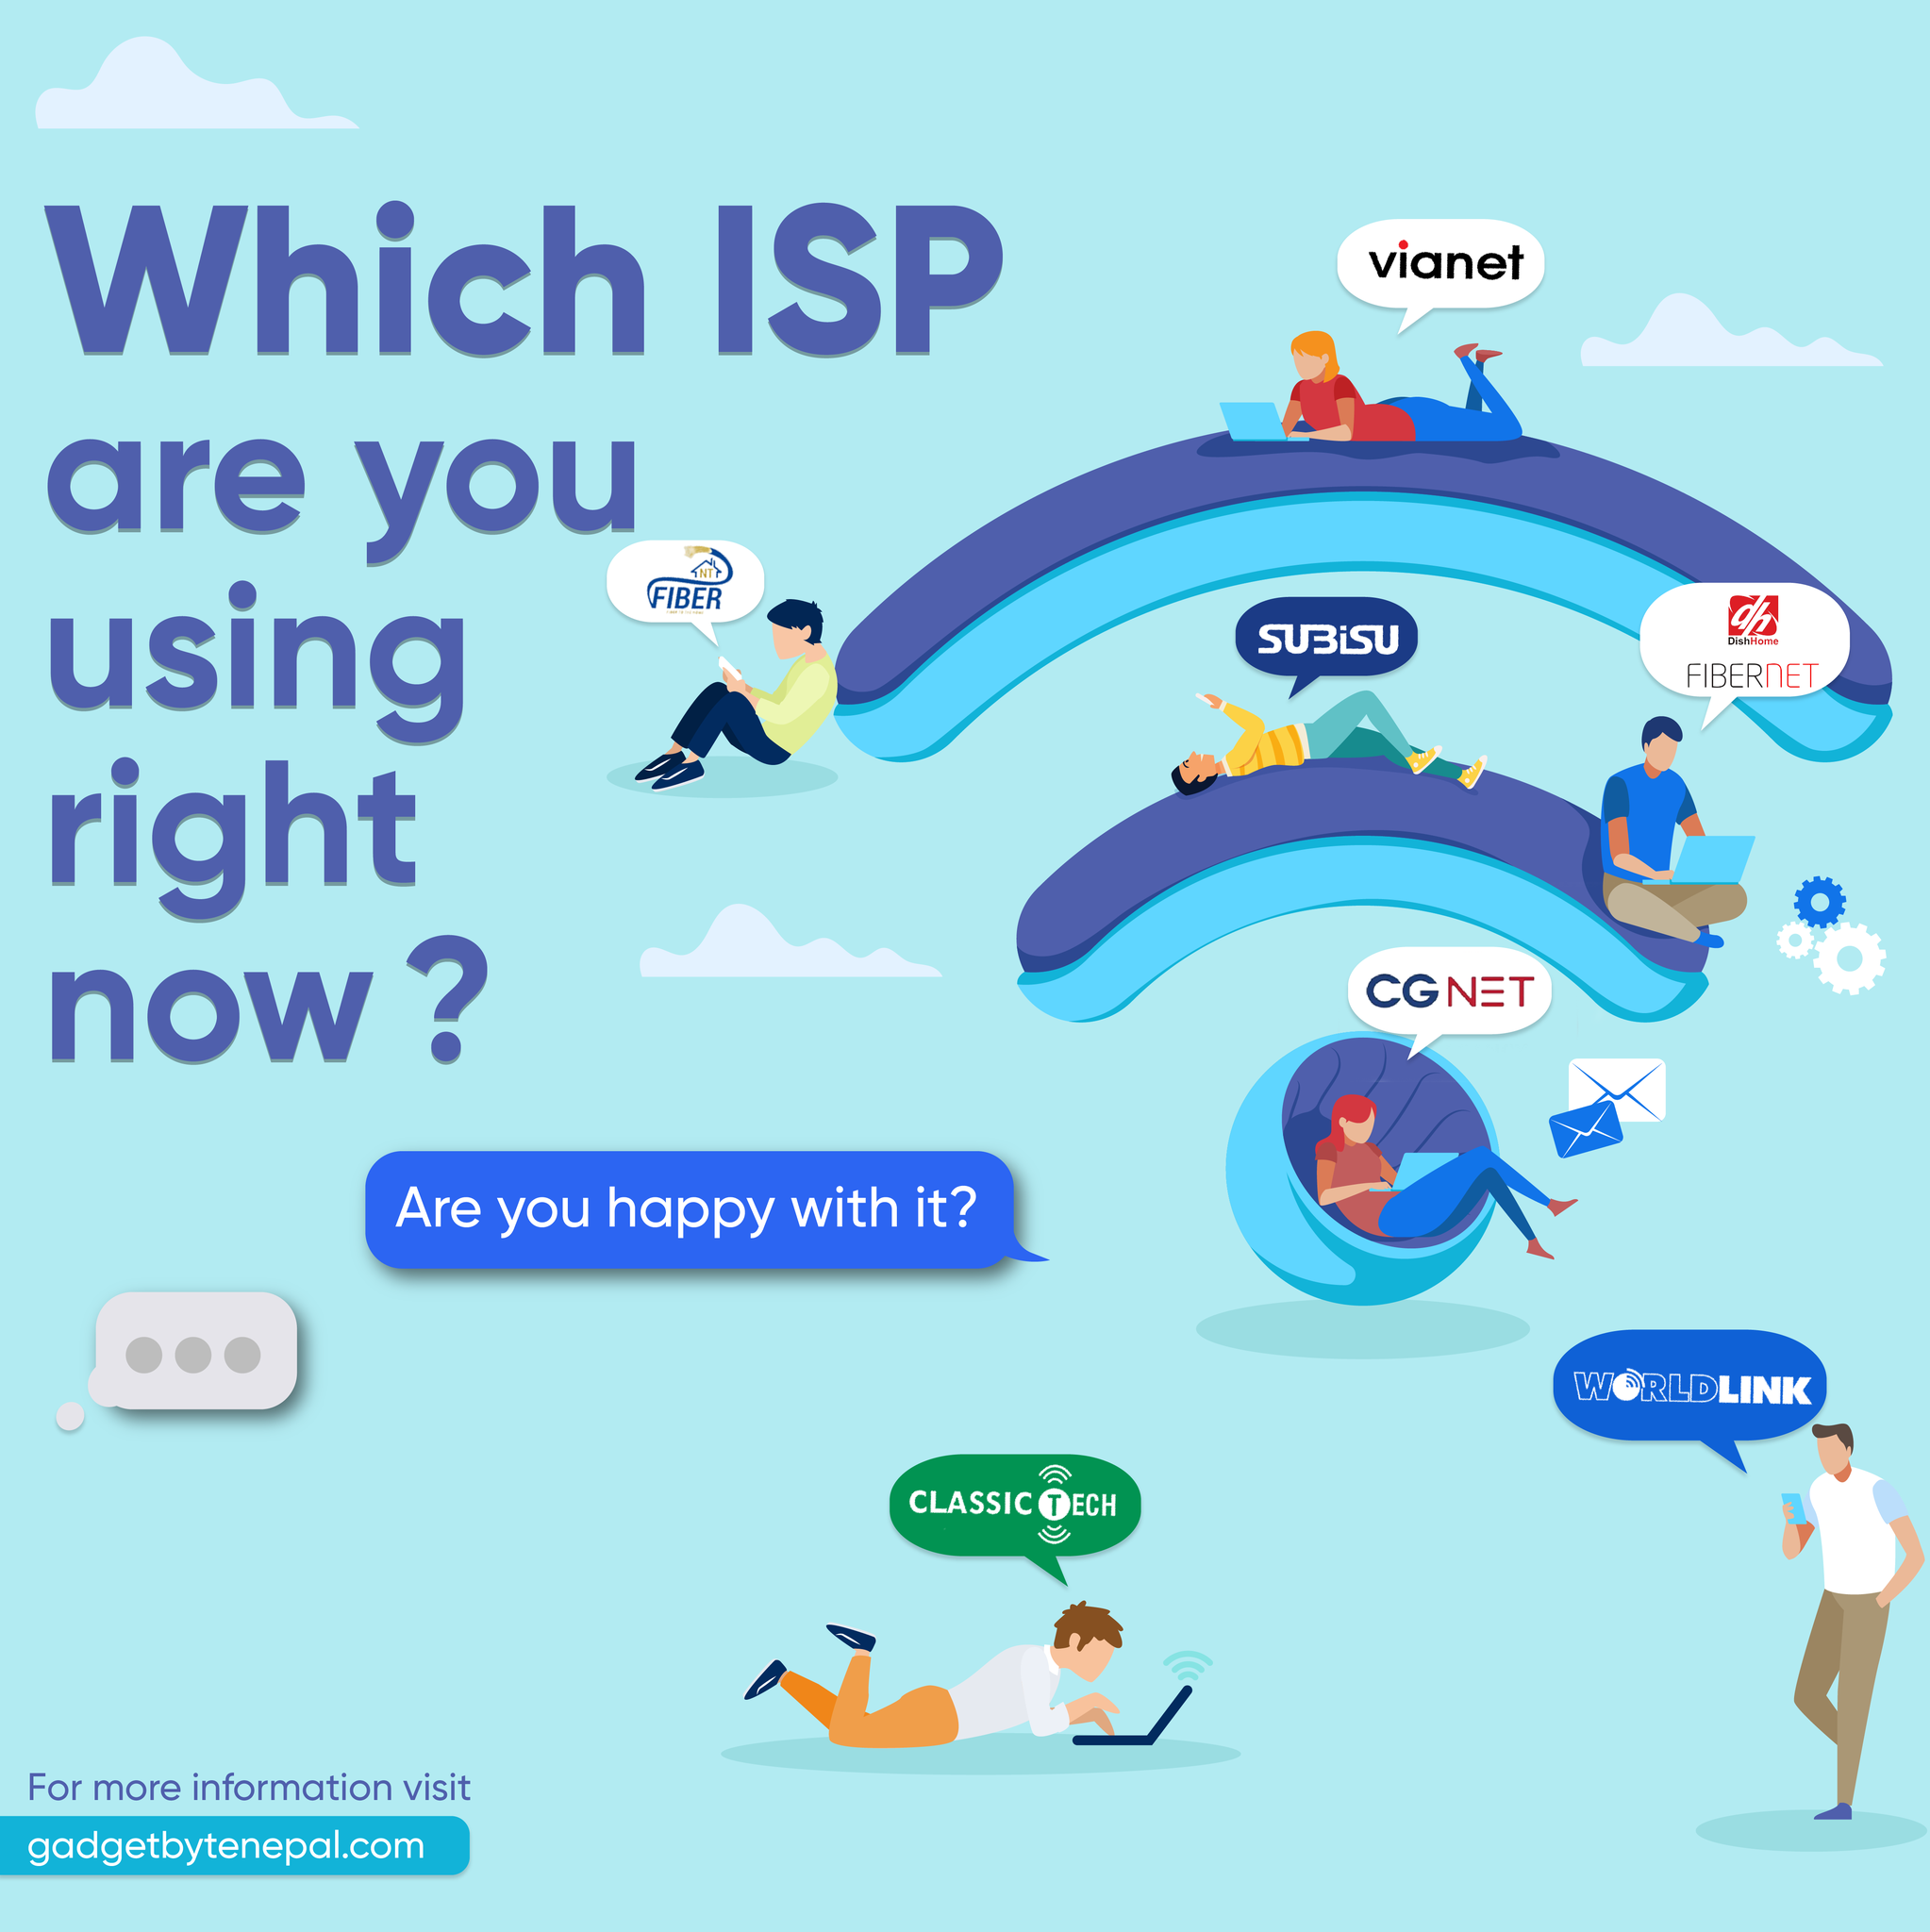 Which ISP
are you
using
right
now ?
vianet
NT
FIBER
SUBISU
dh
DishHome
FIBERNET
CG NET
Are you happy with it?
WORLDLINK
CLASSIC TECH
For more information visit
gadgetbytenepal.com